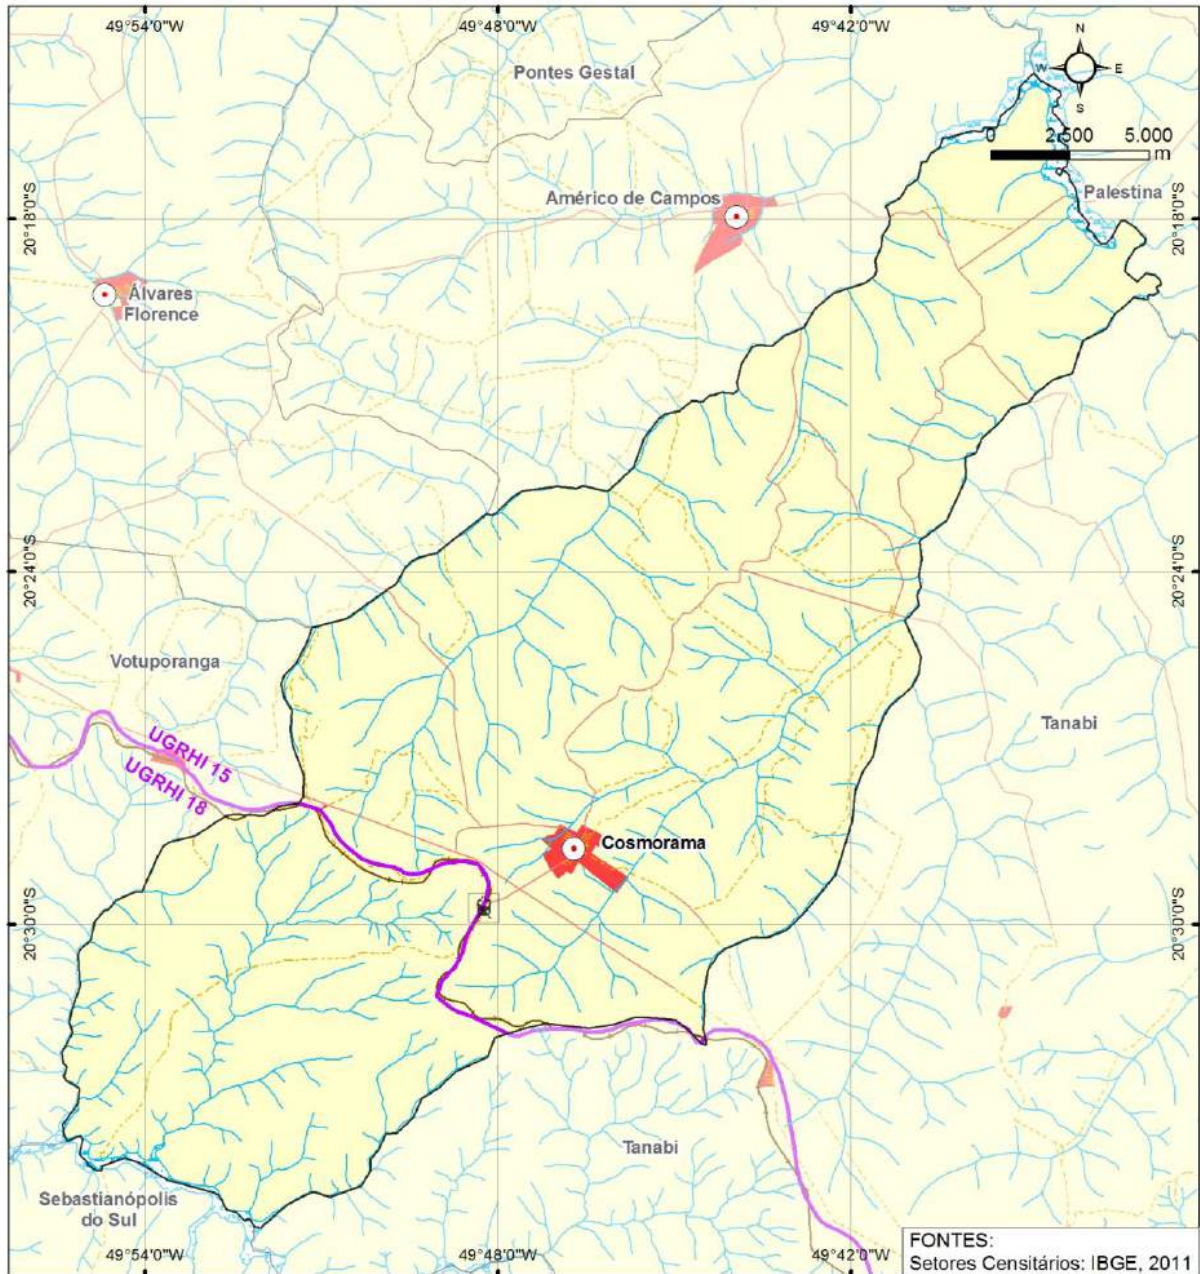 49°54'0"W
49°48'0"W
49°42'0"W
N
W
E
S
Pontes Gestal
0
2.500
5.000
m
Américo de Campos
Palestina
20°18'0"S
20°18'0"S
Álvares
Florence
20°24'0"S
20°24'0"S
Votuporanga
Tanabi
UGRHI 15
UGRHI 18
Cosmorama
20°30'0"S
20°30'0"S
Tanabi
Sebastianópolis
do Sul
49°54'0"W
49°48'0"W
49°42'0"W
FONTES:
Setores Censitários: IBGE, 2011